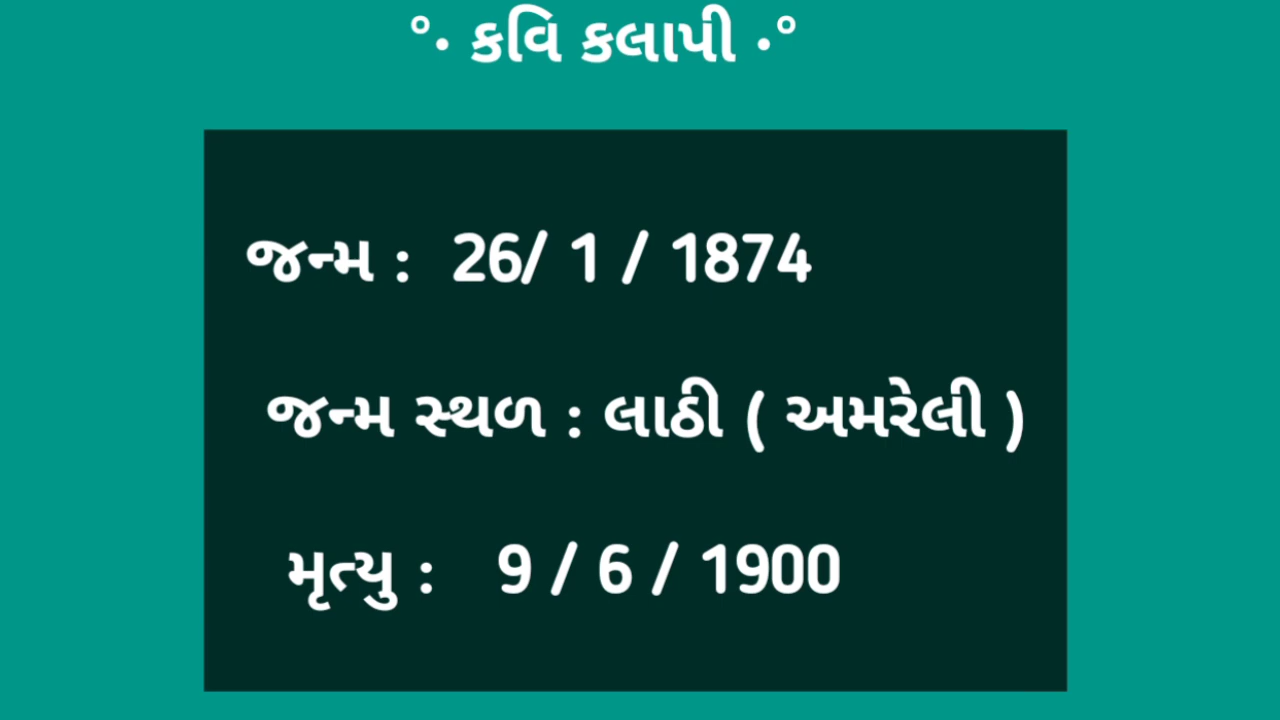 °· કવિ કલાપી ·°
જન્મ : 26/ 1 / 1874
જન્મ સ્થળ : લાઠી ( અમરેલી )
મૃત્યુ : 9 / 6 / 1900